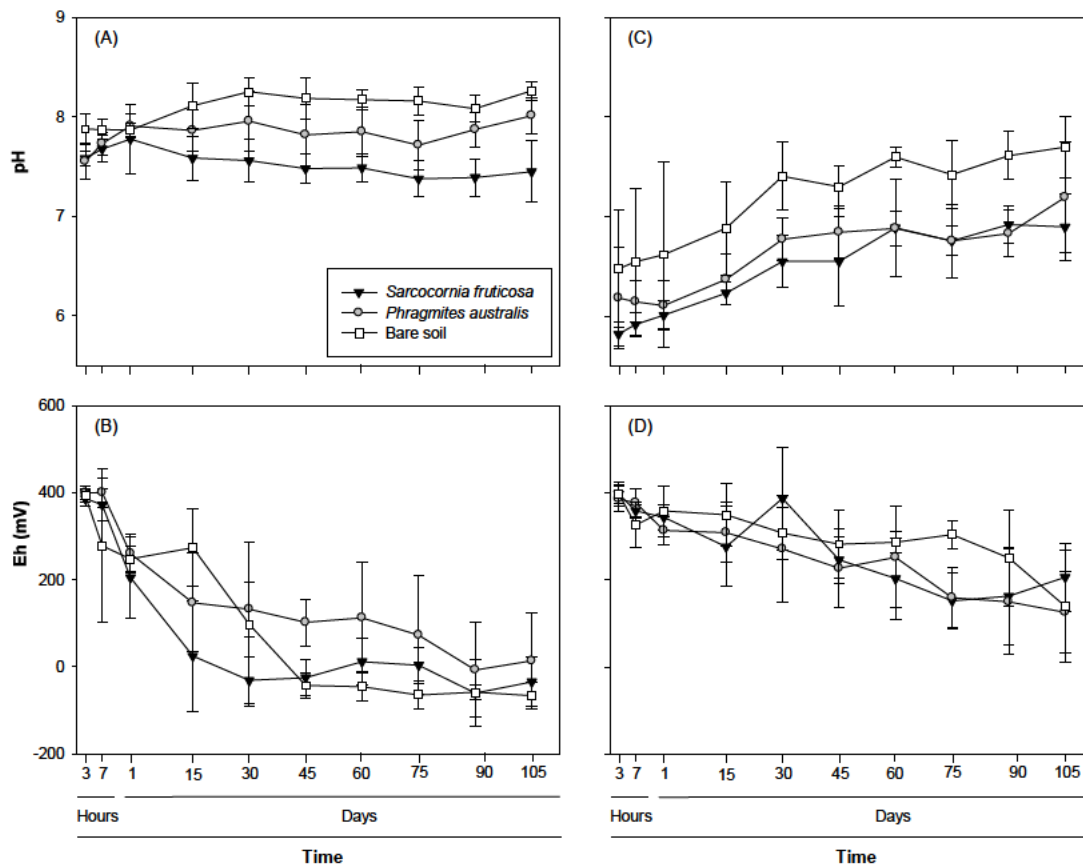 (A)
(C)
9
8
7
6
pH
Sarcocornia fruticosa
Phragmites australis
Bare soil
(B)
(D)
600
400
200
0
-200
Eh (mV)
3 7 1 15 30 45 60 75 90 105
3 7 1 15 30 45 60 75 90 105
Hours Days
Hours Days
Time
Time